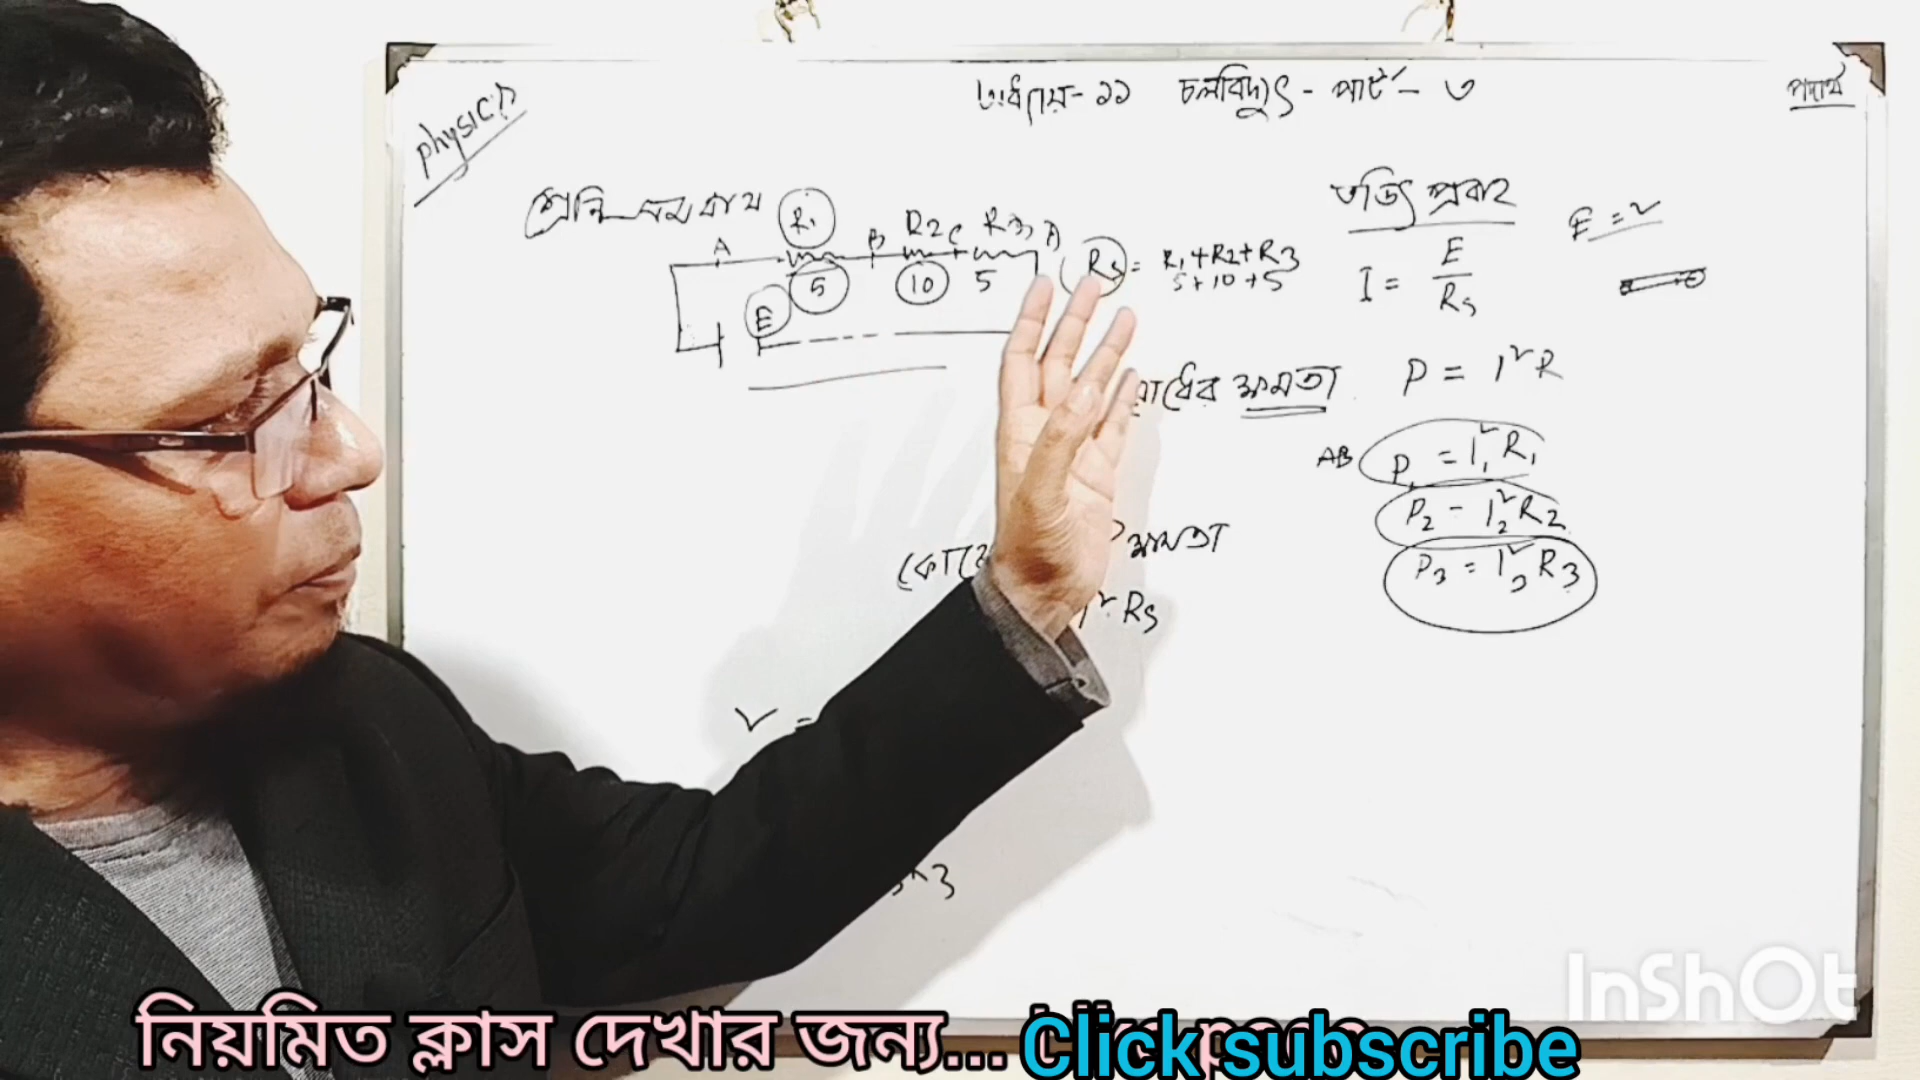 physics
অধ্যায়-১১ চলবিদ্যুৎ - পার্ট - ৩
পদার্থ
শ্রেনি সমবায়
A R₁ B R2 C R3 D
5 10 5
E
Rs = R₁+R2+R3
5+10+5
তড়িৎ প্রবাহ
I = E/Rs
E = v
রোধের ক্ষমতা P = I²R
AB P₁ = I₁²R₁
P₂ - I₂²R2
P₃ = I₃²R3
ক্ষমতা
I² Rs
v =
InShOt
নিয়মিত ক্লাস দেখার জন্য... Click subscribe